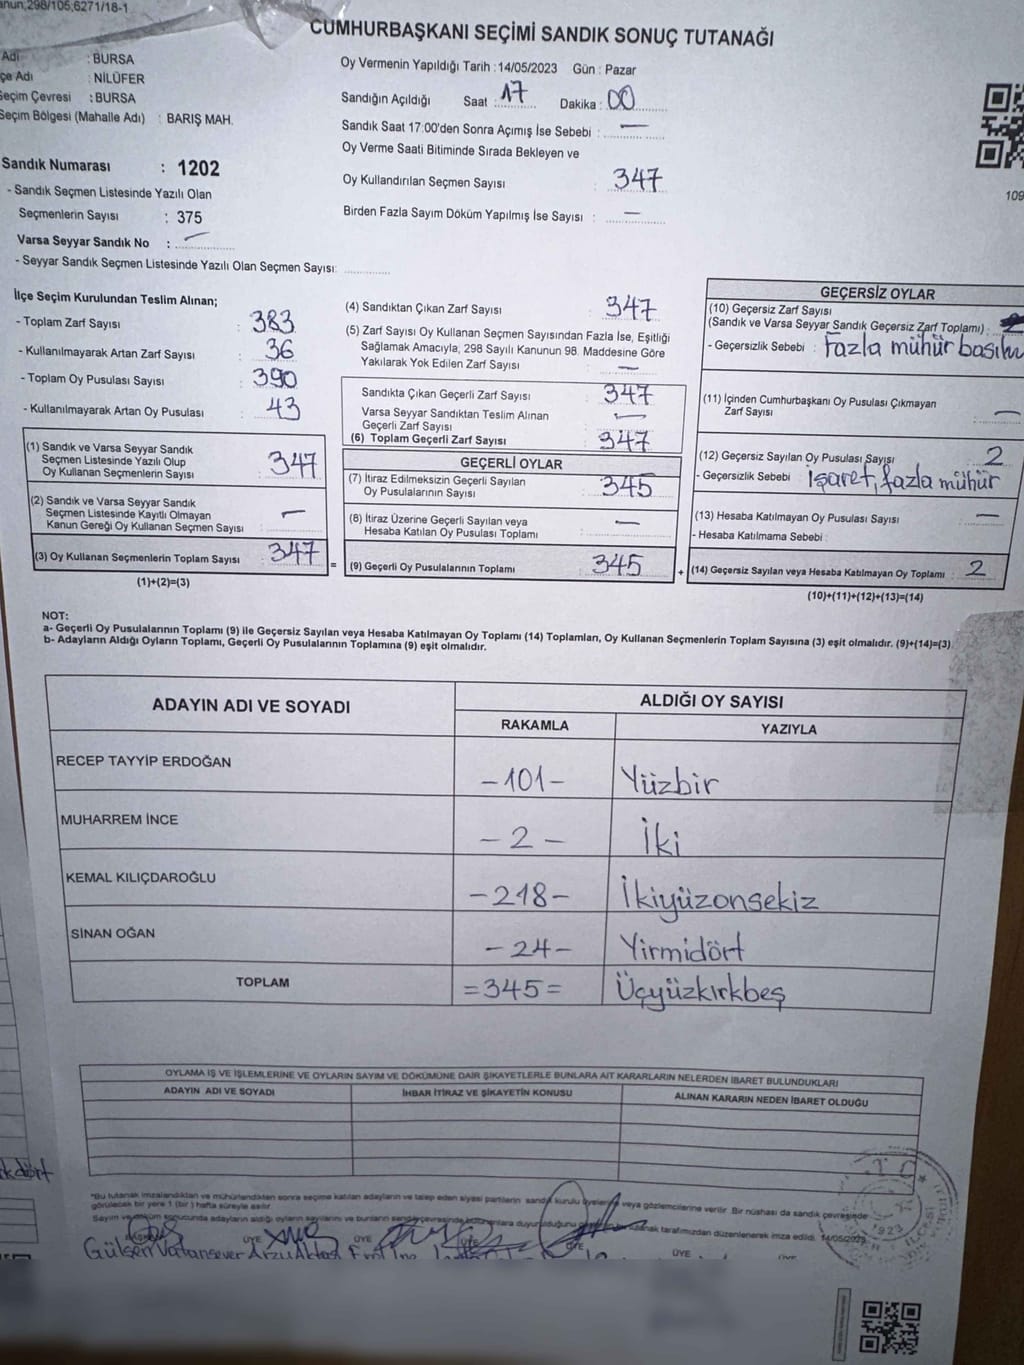 CUMHURBAŞKANI SEÇİMİ SANDIK SONUÇ TUTANAĞI
Adı : BURSA
çe Adı : NİLÜFER
Seçim Çevresi : BURSA
Seçim Bölgesi (Mahalle Adı) : BARIŞ MAH.
Sandık Numarası : 1202
- Sandık Seçmen Listesinde Yazılı Olan
Seçmenlerin Sayısı : 375
Varsa Seyyar Sandık No : —
- Seyyar Sandık Seçmen Listesinde Yazılı Olan Seçmen Sayısı:
Oy Vermenin Yapıldığı Tarih :14/05/2023 Gün : Pazar
Sandığın Açıldığı Saat : 17 Dakika : 00
Sandık Saat 17:00'den Sonra Açımış İse Sebebi : —
Oy Verme Saati Bitiminde Sırada Bekleyen ve
Oy Kullandırılan Seçmen Sayısı : 347
Birden Fazla Sayım Döküm Yapılmış İse Sayısı : —
109
İlçe Seçim Kurulundan Teslim Alınan;
- Toplam Zarf Sayısı : 383
- Kullanılmayarak Artan Zarf Sayısı : 36
- Toplam Oy Pusulası Sayısı : 390
- Kullanılmayarak Artan Oy Pusulası : 43
(1) Sandık ve Varsa Seyyar Sandık
Seçmen Listesinde Yazılı Olup
Oy Kullanan Seçmenlerin Sayısı : 347
(2) Sandık ve Varsa Seyyar Sandık
Seçmen Listesinde Kayıtlı Olmayan
Kanun Gereği Oy Kullanan Seçmen Sayısı : —
(3) Oy Kullanan Seçmenlerin Toplam Sayısı : 347
(1)+(2)=(3)
=
(4) Sandıktan Çıkan Zarf Sayısı : 347
(5) Zarf Sayısı Oy Kullanan Seçmen Sayısından Fazla İse, Eşitliği
Sağlamak Amacıyla, 298 Sayılı Kanunun 98. Maddesine Göre
Yakılarak Yok Edilen Zarf Sayısı : —
Sandıkta Çıkan Geçerli Zarf Sayısı : 347
Varsa Seyyar Sandıktan Teslim Alınan
Geçerli Zarf Sayısı : —
(6) Toplam Geçerli Zarf Sayısı : 347
GEÇERLİ OYLAR
(7) İtiraz Edilmeksizin Geçerli Sayılan
Oy Pusulalarının Sayısı : 345
(8) İtiraz Üzerine Geçerli Sayılan veya
Hesaba Katılan Oy Pusulası Toplamı : —
(9) Geçerli Oy Pusulalarının Toplamı : 345
+
GEÇERSİZ OYLAR
(10) Geçersiz Zarf Sayısı
(Sandık ve Varsa Seyyar Sandık Geçersiz Zarf Toplamı) :
- Geçersizlik Sebebi : Fazla mühür
(11) İçinden Cumhurbaşkanı Oy Pusulası Çıkmayan
Zarf Sayısı : —
(12) Geçersiz Sayılan Oy Pusulası Sayısı : 2
- Geçersizlik Sebebi : İşaret, fazla mühür
(13) Hesaba Katılmayan Oy Pusulası Sayısı : —
- Hesaba Katılmama Sebebi :
(14) Geçersiz Sayılan veya Hesaba Katılmayan Oy Toplamı : 2
(10)+(11)+(12)+(13)=(14)
NOT:
a- Geçerli Oy Pusulalarının Toplamı (9) ile Geçersiz Sayılan veya Hesaba Katılmayan Oy Toplamı (14) Toplamları, Oy Kullanan Seçmenlerin Toplam Sayısına (3) eşit olmalıdır. (9)+(14)=(3).
b- Adayların Aldığı Oyların Toplamı, Geçerli Oy Pusulalarının Toplamına (9) eşit olmalıdır.
ADAYIN ADI VE SOYADI ALDIĞI OY SAYISI
RAKAMLA YAZIYLA
RECEP TAYYİP ERDOĞAN -101- Yüzbir
MUHARREM İNCE -2- İki
KEMAL KILIÇDAROĞLU -218- İkiyüzonsekiz
SİNAN OĞAN -24- Yirmidört
TOPLAM =345= Üçyüzkırkbeş
OYLAMA İŞ VE İŞLEMLERİNE VE OYLARIN SAYIM VE DÖKÜMÜNE DAİR ŞİKAYETLERLE BUNLARA AİT KARARLARIN NELERDEN İBARET BULUNDUKLARI
ADAYIN ADI VE SOYADI İHBAR İTİRAZ VE ŞİKAYETİN KONUSU ALINAN KARARIN NEDEN İBARET OLDUĞU
*Bu tutanak imzalandıktan ve mühürlendikten sonra seçime katılan adayların ve talep eden siyasi partilerin sandık kurulu üyelerine veya gözlemcilerine verilir. Bir nüshası da sandık çevresinde
görülecek bir yere 1 (bir) hafta süreyle asılır.
Sayım ve döküm sonucunda adayların aldığı oyların sayılarını ve bunların tarafımızdan düzenlenerek imza edildi. 14/05/2023
ÜYE ÜYE ÜYE ÜYE ÜYE ÜYE
Gülşen Vatansever Arzu Aktaş
1923